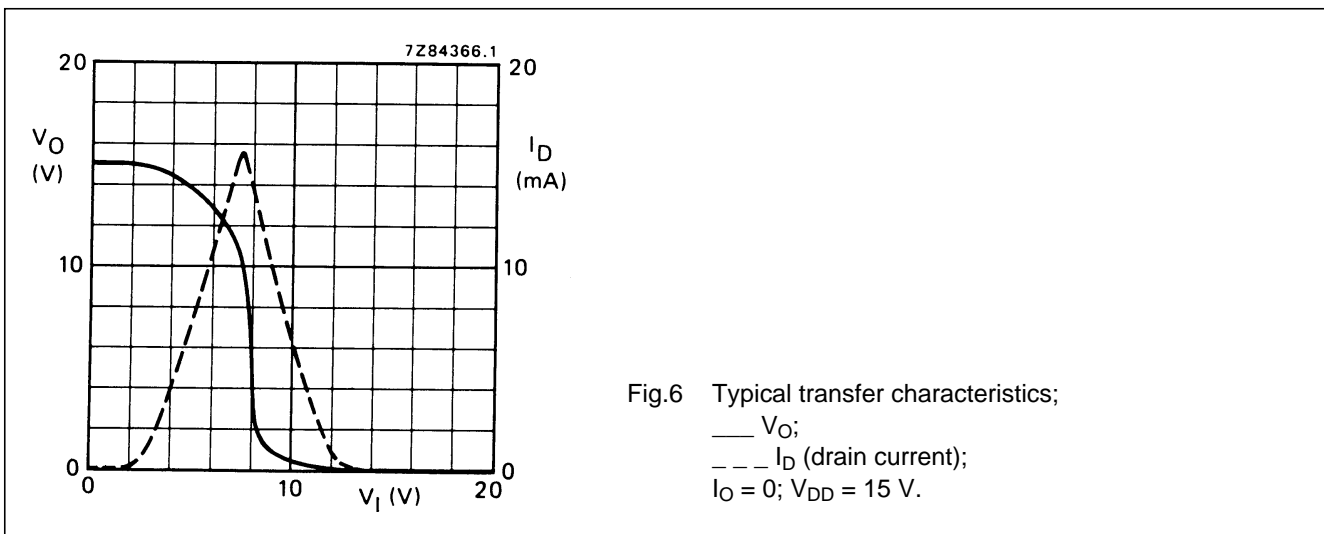 7Z84366.1
20
20
V_O
(V)
I_D
(mA)
10
10
0
0
0
10
20
V_I (V)
Fig.6 Typical transfer characteristics;
___ V_O;
_ _ _ I_D (drain current);
I_O = 0; V_DD = 15 V.